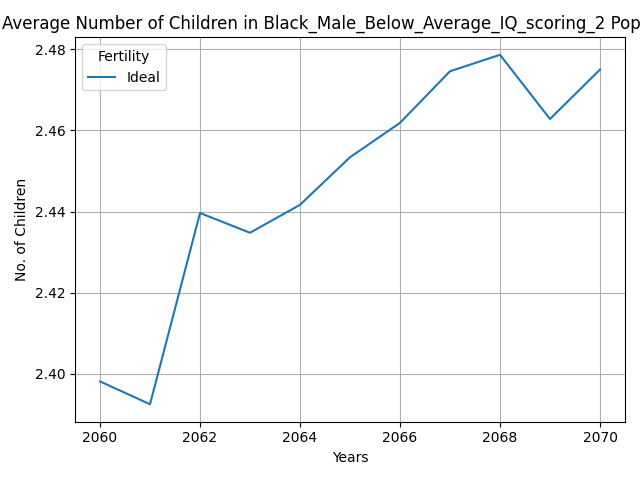 Average Number of Children in Black_Male_Below_Average_IQ_scoring_2 Pop
Fertility
Ideal
2.48
2.46
2.44
2.42
2.40
No. of Children
2060 2062 2064 2066 2068 2070
Years